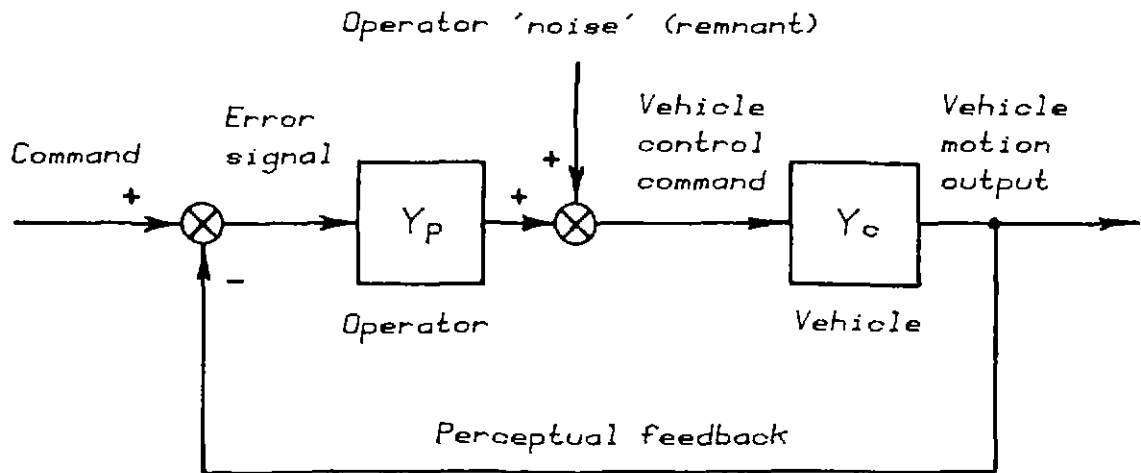 Operator 'noise' (remnant)
Command
Error
signal
Vehicle
control
command
Vehicle
motion
output
+
+
+
-
Yp
Yc
Operator
Vehicle
Perceptual feedback